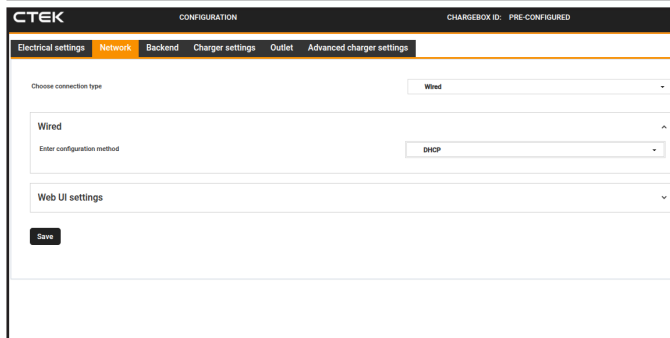 CTEK CONFIGURATION CHARGEBOX ID: PRE-CONFIGURED
Electrical settings Network Backend Charger settings Outlet Advanced charger settings
Choose connection type Wired
Wired
Enter configuration method DHCP
Web UI settings
Save